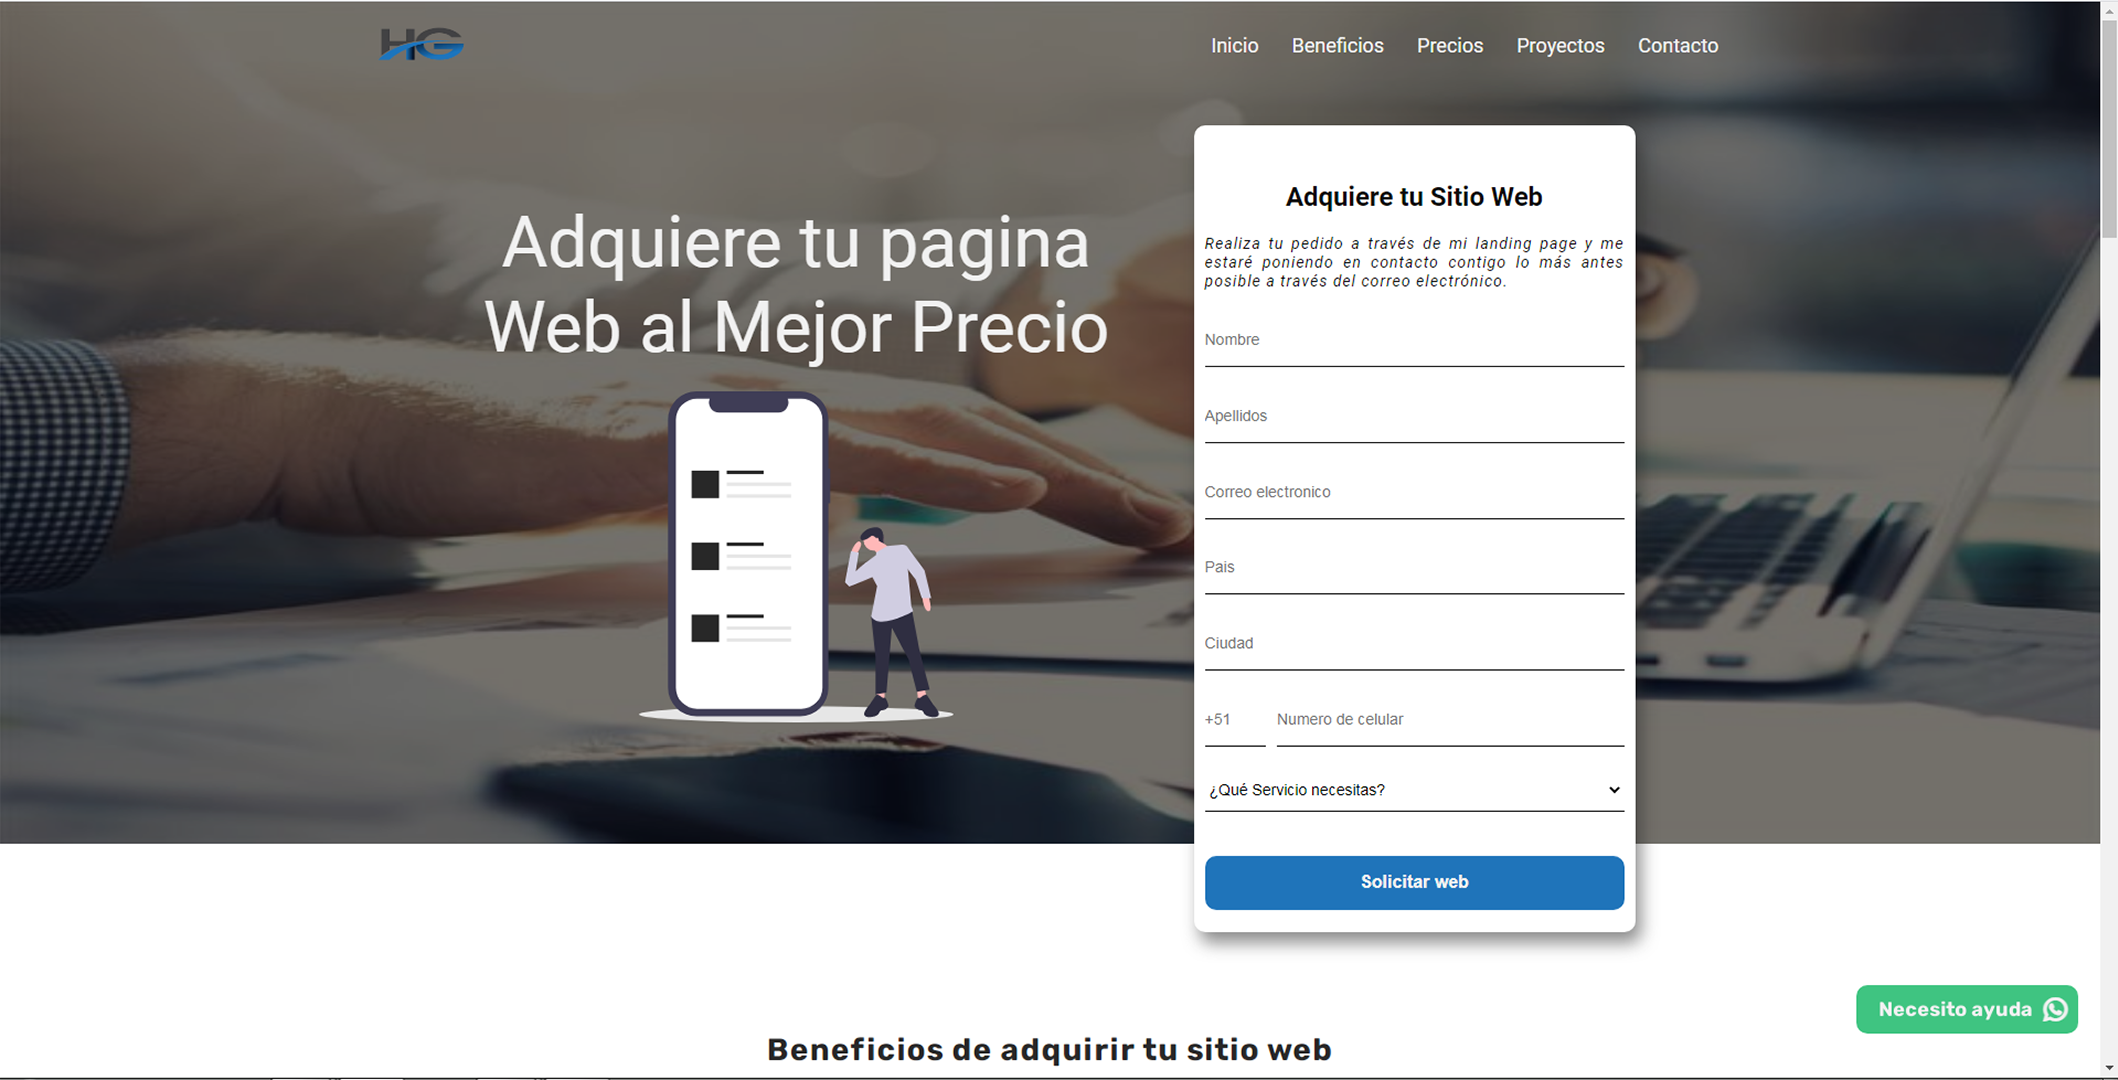 HG
Inicio Beneficios Precios Proyectos Contacto
Adquiere tu pagina
Web al Mejor Precio
Adquiere tu Sitio Web
Realiza tu pedido a través de mi landing page y me
estaré poniendo en contacto contigo lo más antes
posible a través del correo electrónico.
Nombre
Apellidos
Correo electronico
Pais
Ciudad
+51 Numero de celular
¿Qué Servicio necesitas?
Solicitar web
Necesito ayuda
Beneficios de adquirir tu sitio web